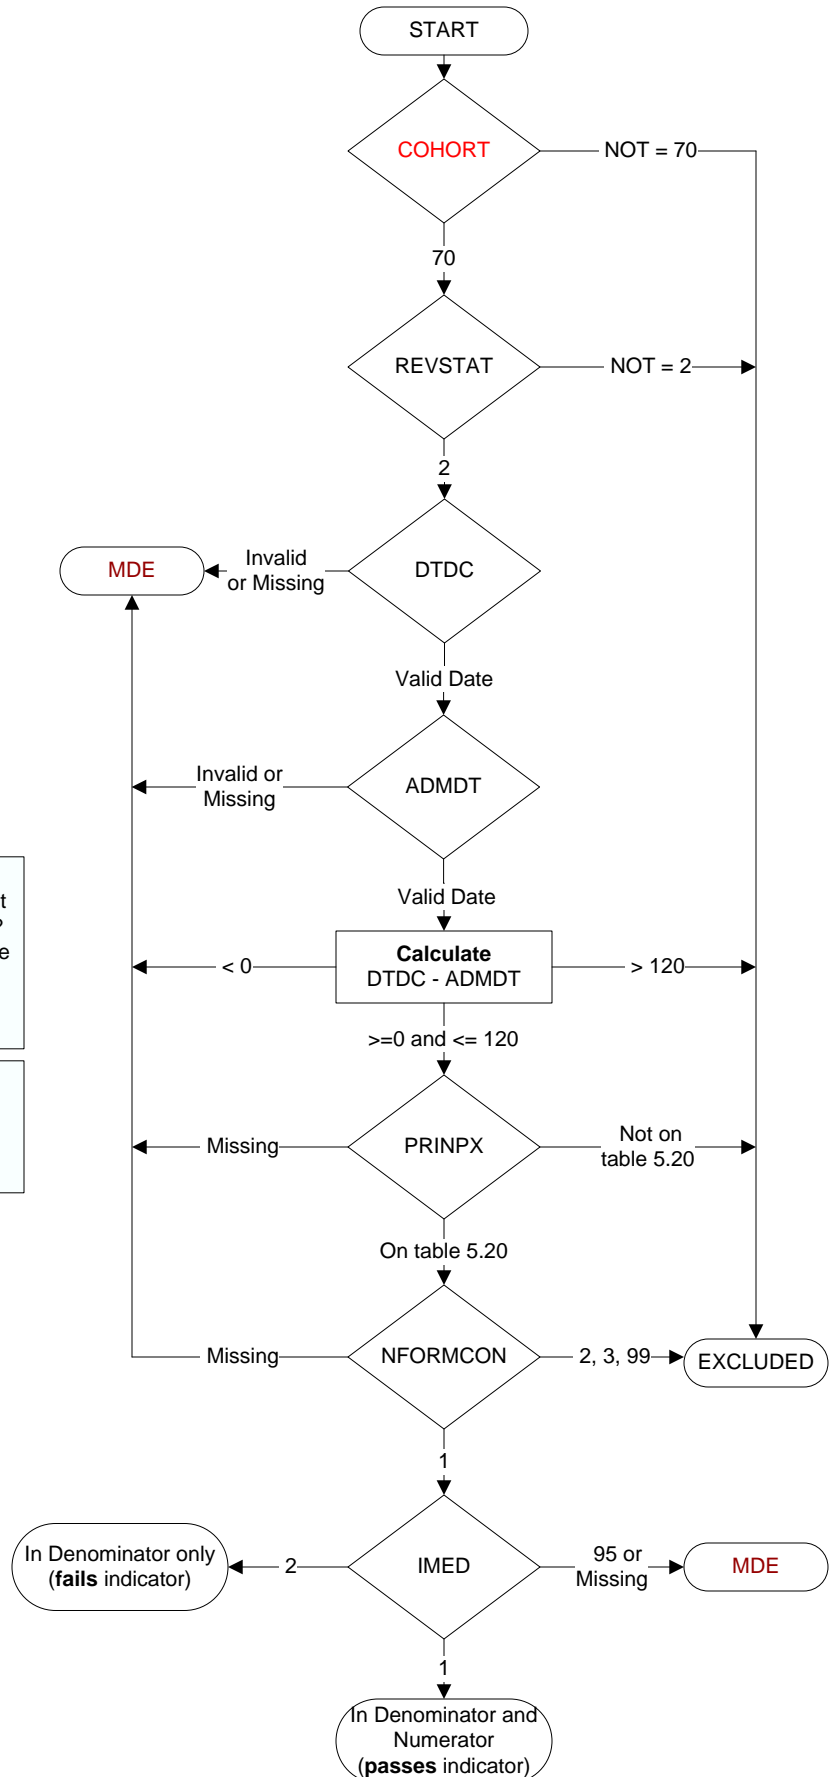 START
COHORT
NOT = 70
70
REVSTAT
NOT = 2
2
MDE
Invalid
or Missing
DTDC
Valid Date
Invalid or
Missing
ADMDT
Valid Date
< 0
Calculate
DTDC - ADMDT
> 120
>=0 and <= 120
Missing
PRINPX
Not on
table 5.20
On table 5.20
Missing
NFORMCON
2, 3, 99
EXCLUDED
1
In Denominator only
(fails indicator)
2
IMED
95 or
Missing
MDE
1
In Denominator and
Numerator
(passes indicator)